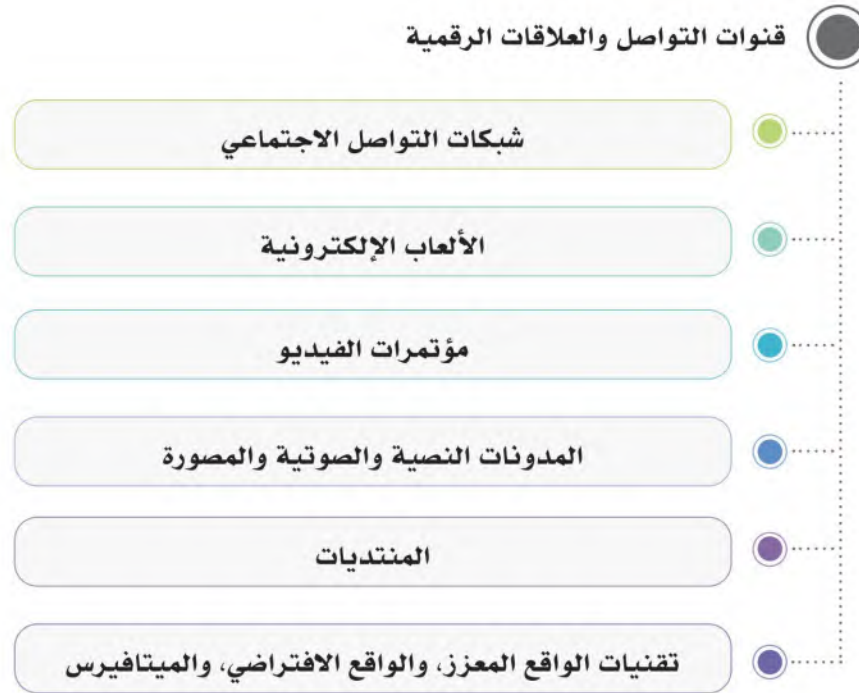 قنوات التواصل والعلاقات الرقمية
شبكات التواصل الاجتماعي
الألعاب الإلكترونية
مؤتمرات الفيديو
المدونات النصية والصوتية والمصورة
المنتديات
تقنيات الواقع المعزز، والواقع الافتراضي، والميتافيرس